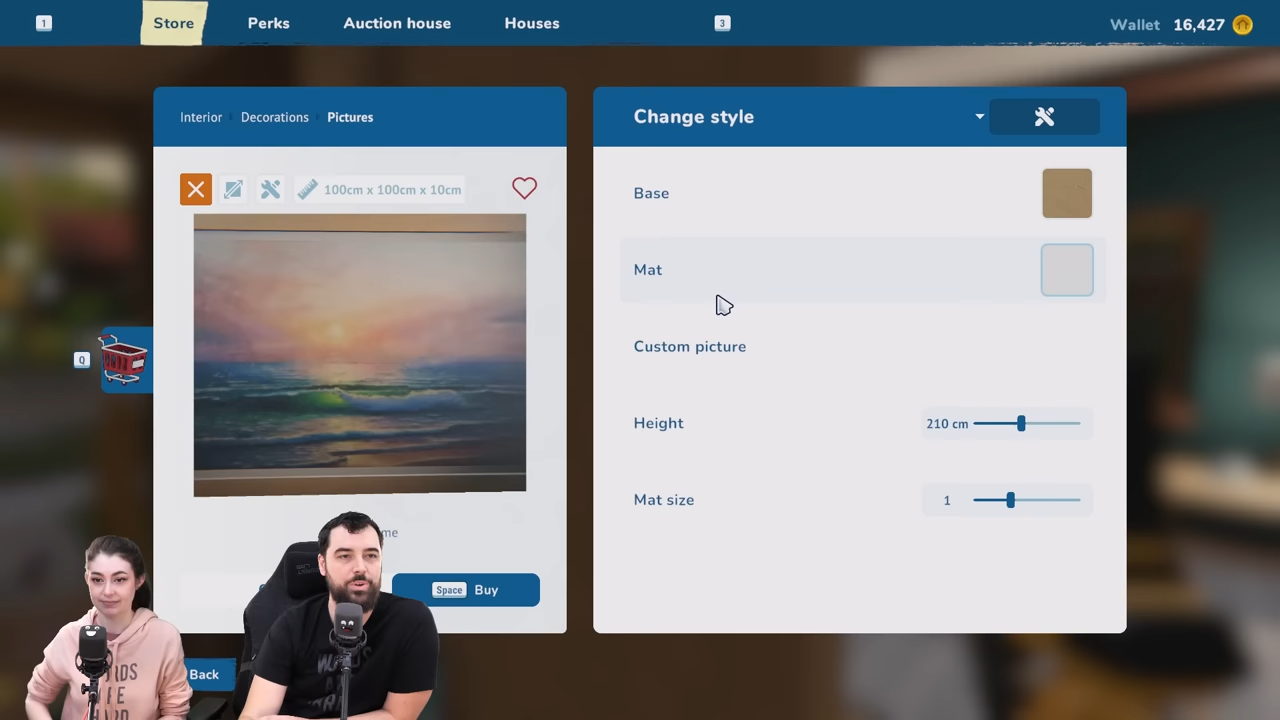 1
Store
Perks
Auction house
Houses
3
Wallet 16,427
Interior
Decorations
Pictures
100cm x 100cm x 10cm
Q
me
Space Buy
Back
Change style
Base
Mat
Custom picture
Height
210 cm
Mat size
1